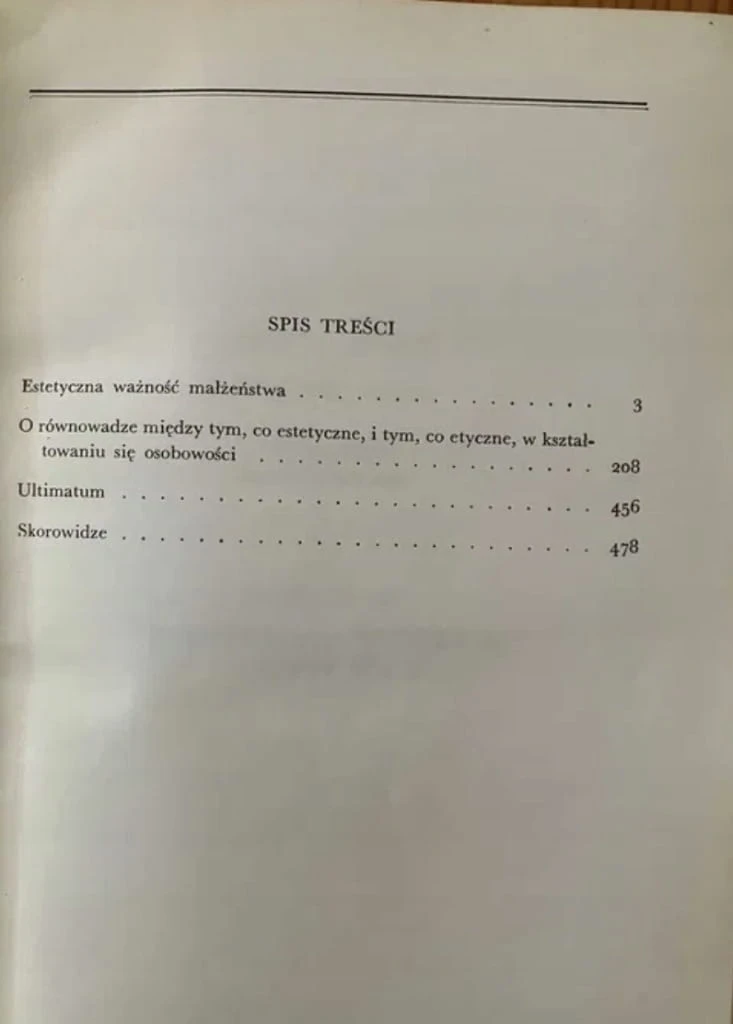 SPIS TREŚCI
Estetyczna ważność małżeństwa . . . . . . . . . . . . . . . . 3
O równowadze między tym, co estetyczne, i tym, co etyczne, w kształ-
towaniu się osobowości . . . . . . . . . . . . . . . . . . 208
Ultimatum . . . . . . . . . . . . . . . . . . . . . . . . . 456
Skorowidze . . . . . . . . . . . . . . . . . . . . . . . . . 478